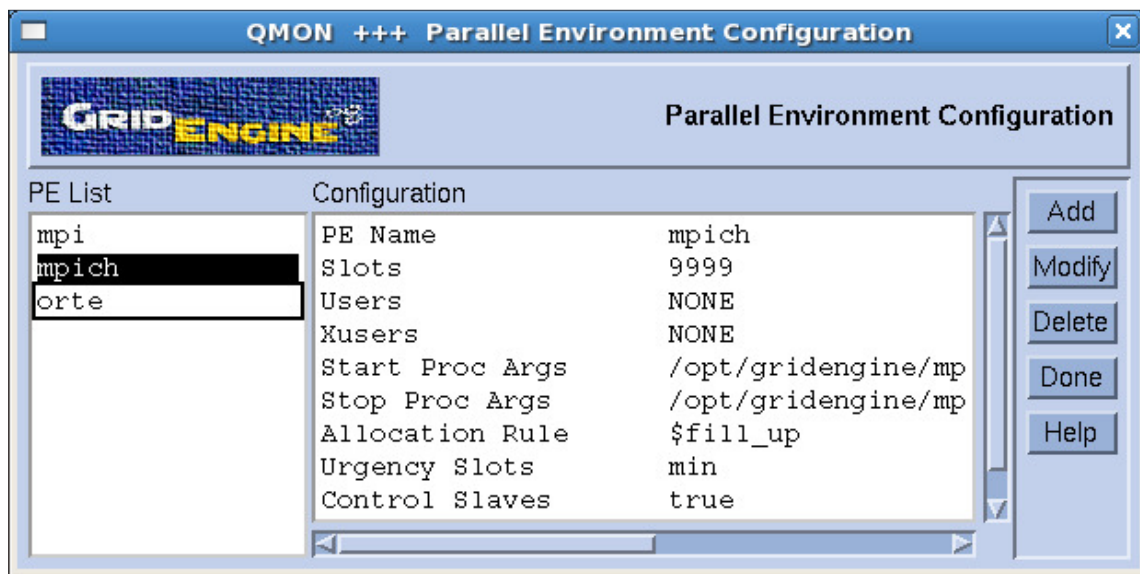 QMON +++ Parallel Environment Configuration
GRIDENGINE
Parallel Environment Configuration
PE List
mpi
mpich
orte
Configuration
PE Name mpich
Slots 9999
Users NONE
Xusers NONE
Start Proc Args /opt/gridengine/mp
Stop Proc Args /opt/gridengine/mp
Allocation Rule $fill_up
Urgency Slots min
Control Slaves true
Add
Modify
Delete
Done
Help